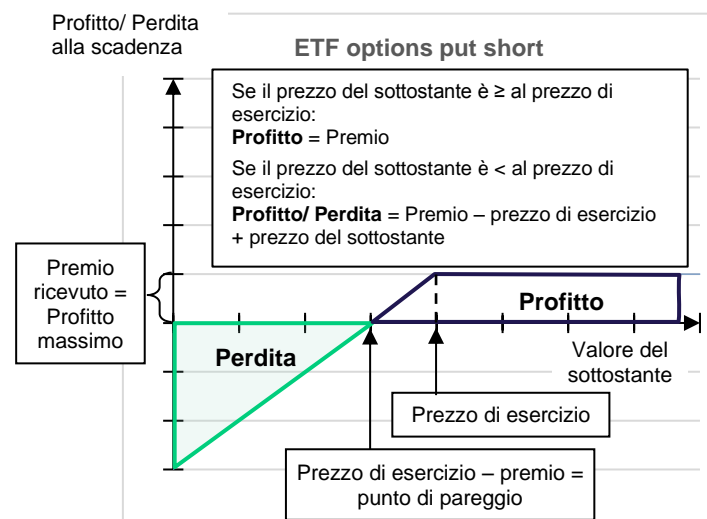 Profitto/ Perdita
alla scadenza
ETF options put short
Se il prezzo del sottostante è ≥ al prezzo di
esercizio:
Profitto = Premio
Se il prezzo del sottostante è < al prezzo di
esercizio:
Profitto/ Perdita = Premio – prezzo di esercizio
+ prezzo del sottostante
Premio
ricevuto =
Profitto
massimo
Profitto
Perdita
Valore del
sottostante
Prezzo di esercizio
Prezzo di esercizio – premio =
punto di pareggio